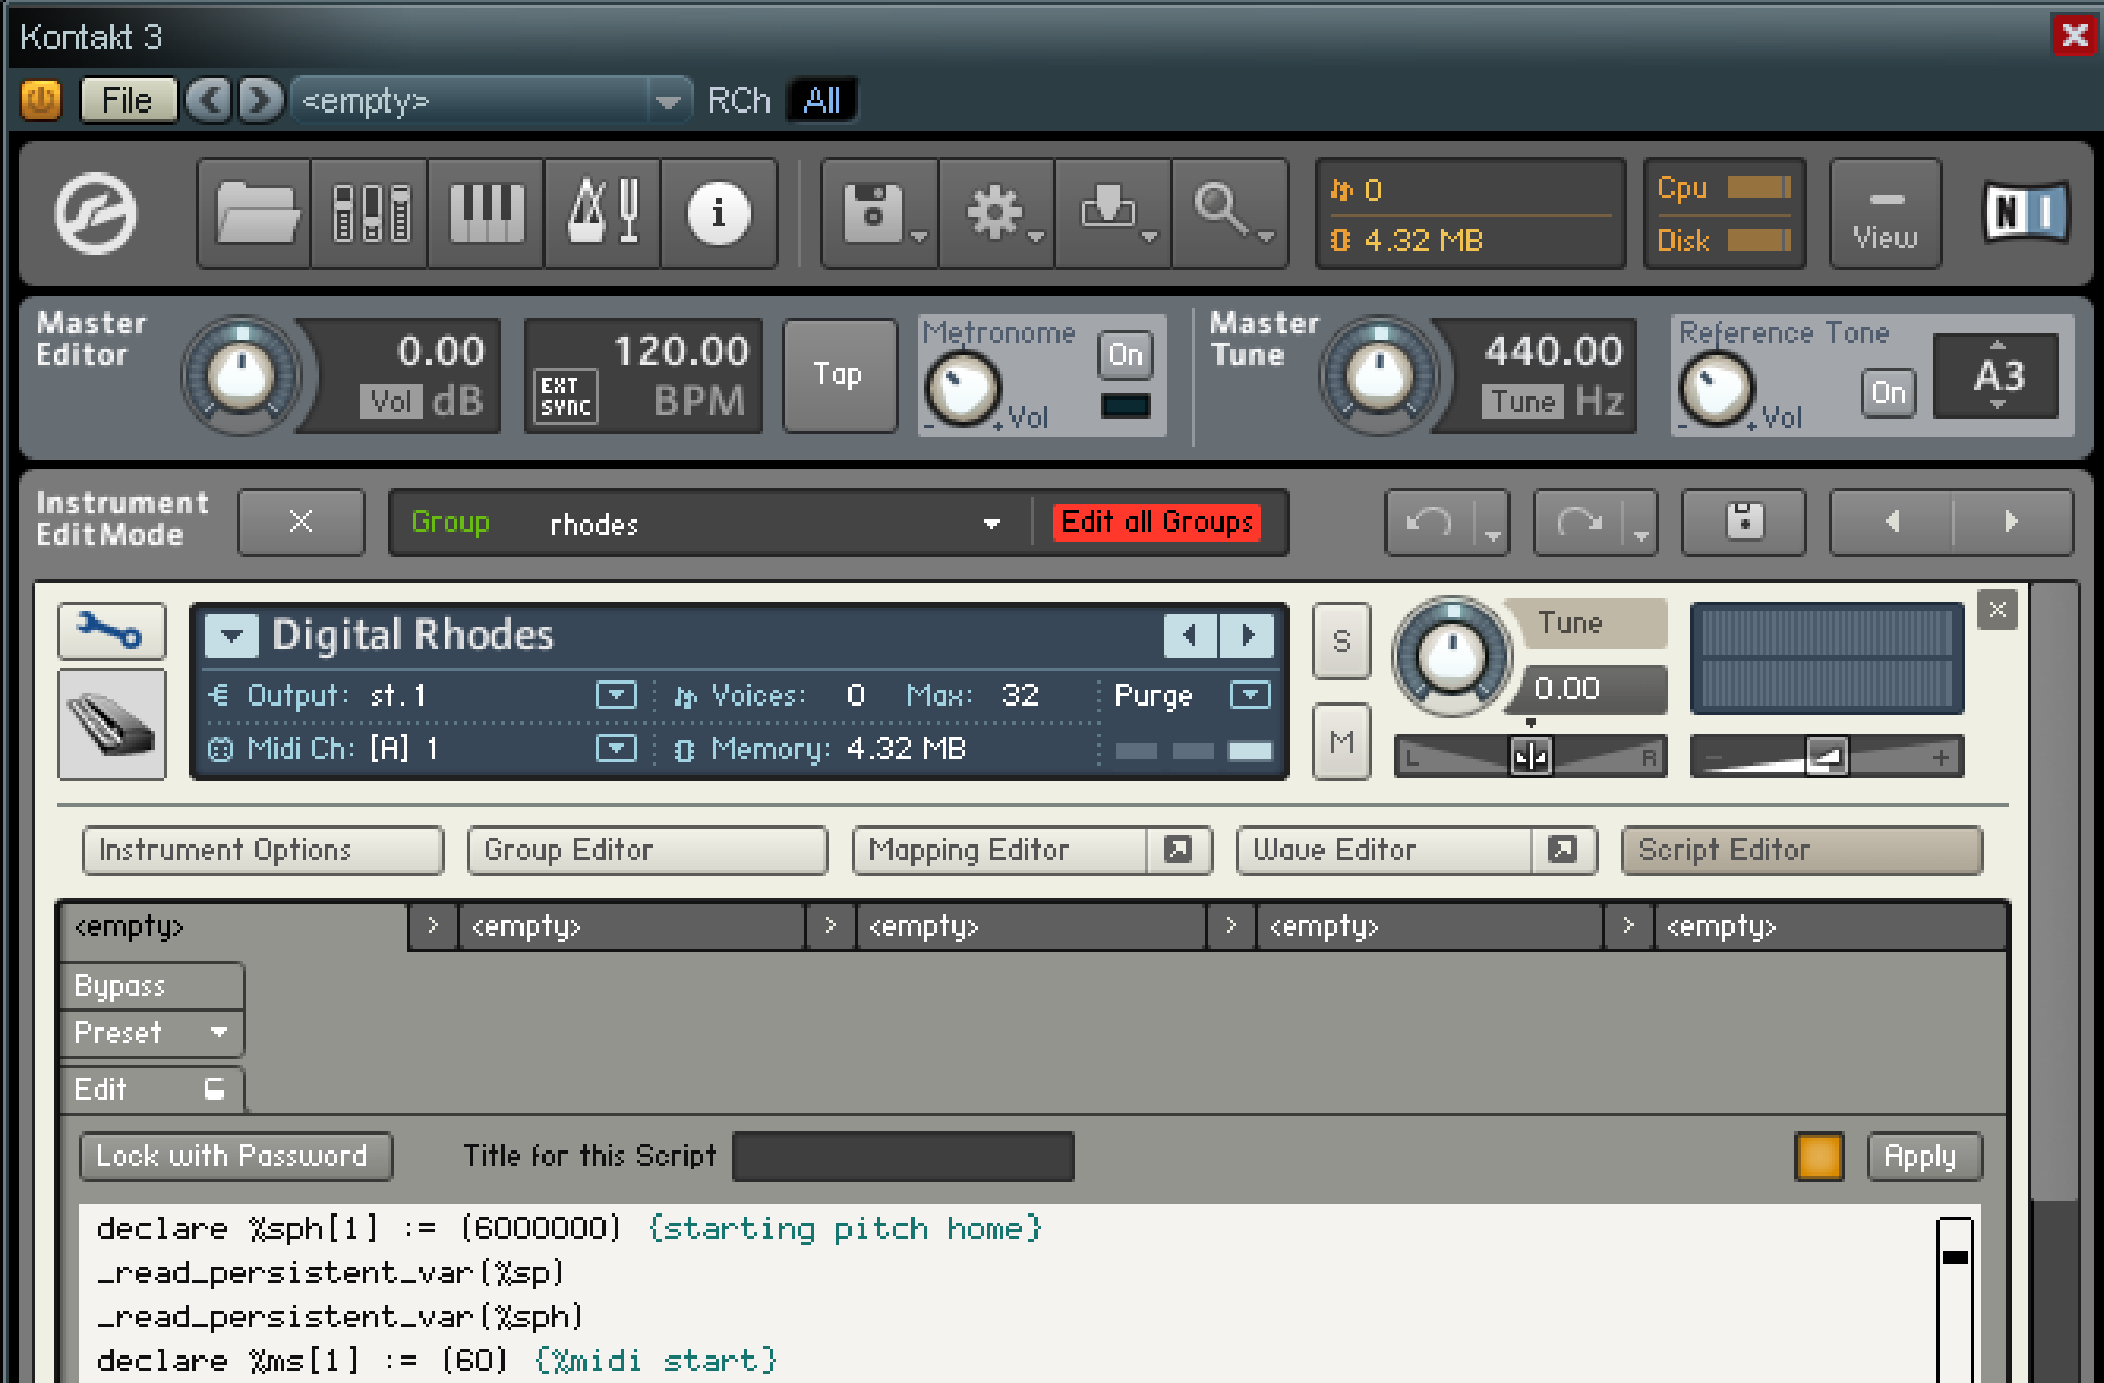 Kontakt 3
File <empty> RCh All
i
0
4.32 MB
Cpu
Disk
View
NI
Master
Editor
0.00
Vol dB
EXT
SYNC
120.00
BPM
Tap
Metronome
On
- + Vol
Master
Tune
440.00
Tune Hz
Reference Tone
- + Vol
On
A3
Instrument
Edit Mode
Group rhodes Edit all Groups
Digital Rhodes
Output: st.1 Voices: 0 Max: 32 Purge
Midi Ch: [A] 1 Memory: 4.32 MB
S
M
Tune
0.00
L R
- +
Instrument Options Group Editor Mapping Editor Wave Editor Script Editor
<empty> > <empty> > <empty> > <empty> > <empty>
Bypass
Preset
Edit
Lock with Password Title for this Script Apply
declare %sph[1] := (6000000) {starting pitch home}
_read_persistent_var(%sp)
_read_persistent_var(%sph)
declare %ms[1] := (60) {%midi start}